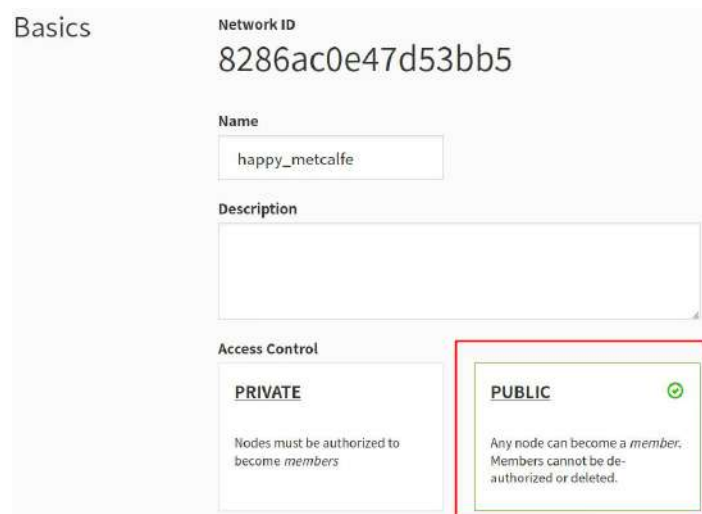 Basics
Network ID
8286ac0e47d53bb5
Name
happy_metcalfe
Description
Access Control
PRIVATE
Nodes must be authorized to
become members
PUBLIC
Any node can become a member.
Members cannot be de-
authorized or deleted.